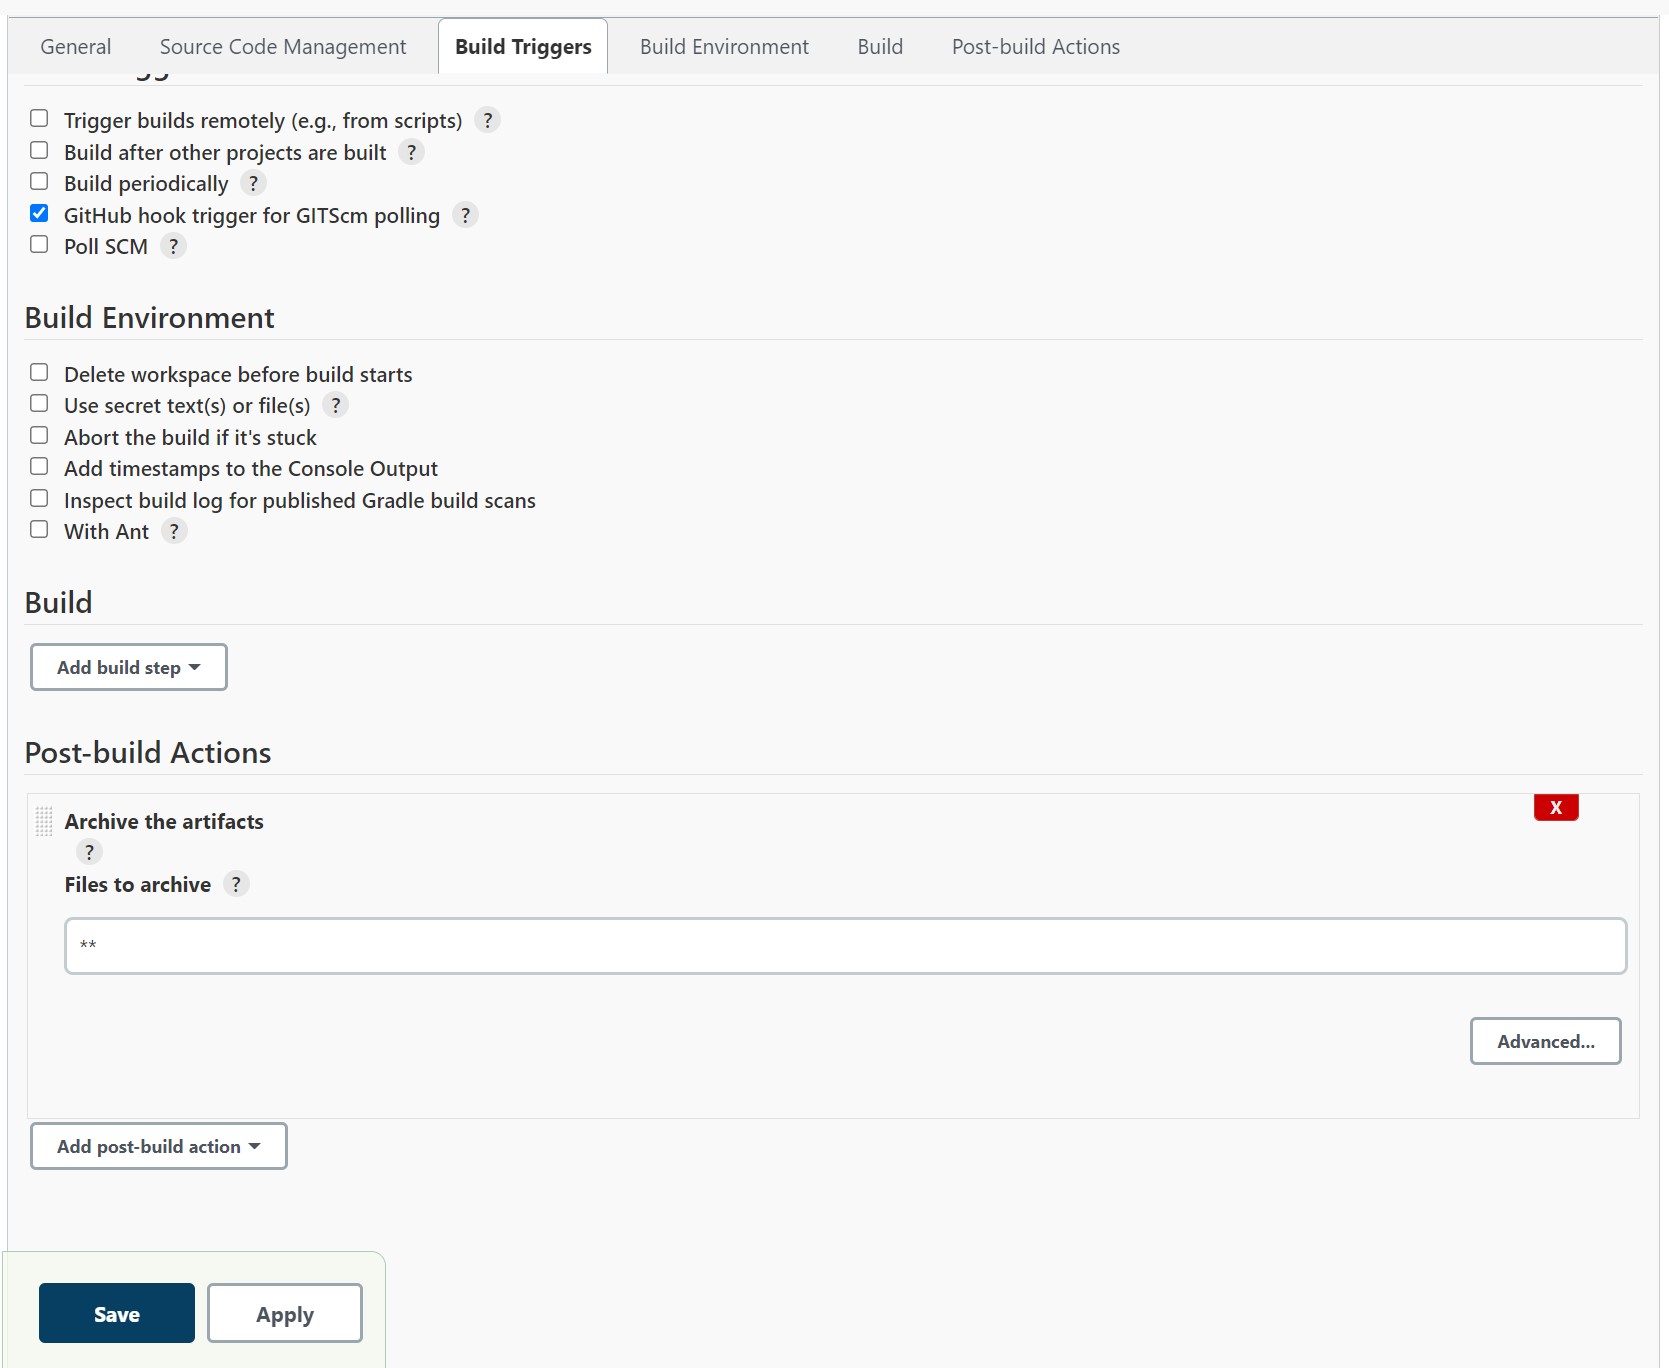 General Source Code Management Build Triggers Build Environment Build Post-build Actions
Trigger builds remotely (e.g., from scripts) ?
Build after other projects are built ?
Build periodically ?
GitHub hook trigger for GITScm polling ?
Poll SCM ?
Build Environment
Delete workspace before build starts
Use secret text(s) or file(s) ?
Abort the build if it's stuck
Add timestamps to the Console Output
Inspect build log for published Gradle build scans
With Ant ?
Build
Add build step
Post-build Actions
Archive the artifacts
X
?
Files to archive ?
**
Advanced...
Add post-build action
Save Apply